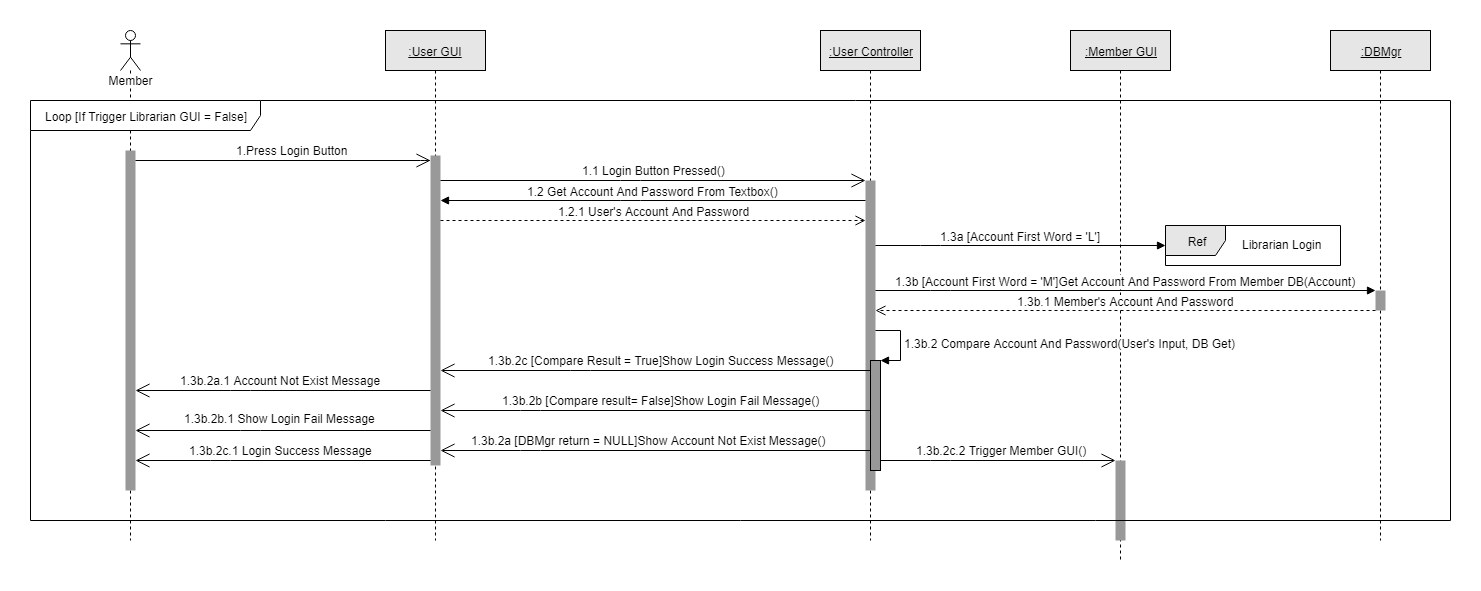 Member
:User GUI
:User Controller
:Member GUI
:DBMgr
Loop [If Trigger Librarian GUI = False]
1.Press Login Button
1.1 Login Button Pressed()
1.2 Get Account And Password From Textbox()
1.2.1 User's Account And Password
1.3a [Account First Word = 'L']
Ref
Librarian Login
1.3b [Account First Word = 'M']Get Account And Password From Member DB(Account)
1.3b.1 Member's Account And Password
1.3b.2 Compare Account And Password(User's Input, DB Get)
1.3b.2c [Compare Result = True]Show Login Success Message()
1.3b.2a.1 Account Not Exist Message
1.3b.2b [Compare result= False]Show Login Fail Message()
1.3b.2b.1 Show Login Fail Message
1.3b.2a [DBMgr return = NULL]Show Account Not Exist Message()
1.3b.2c.1 Login Success Message
1.3b.2c.2 Trigger Member GUI()